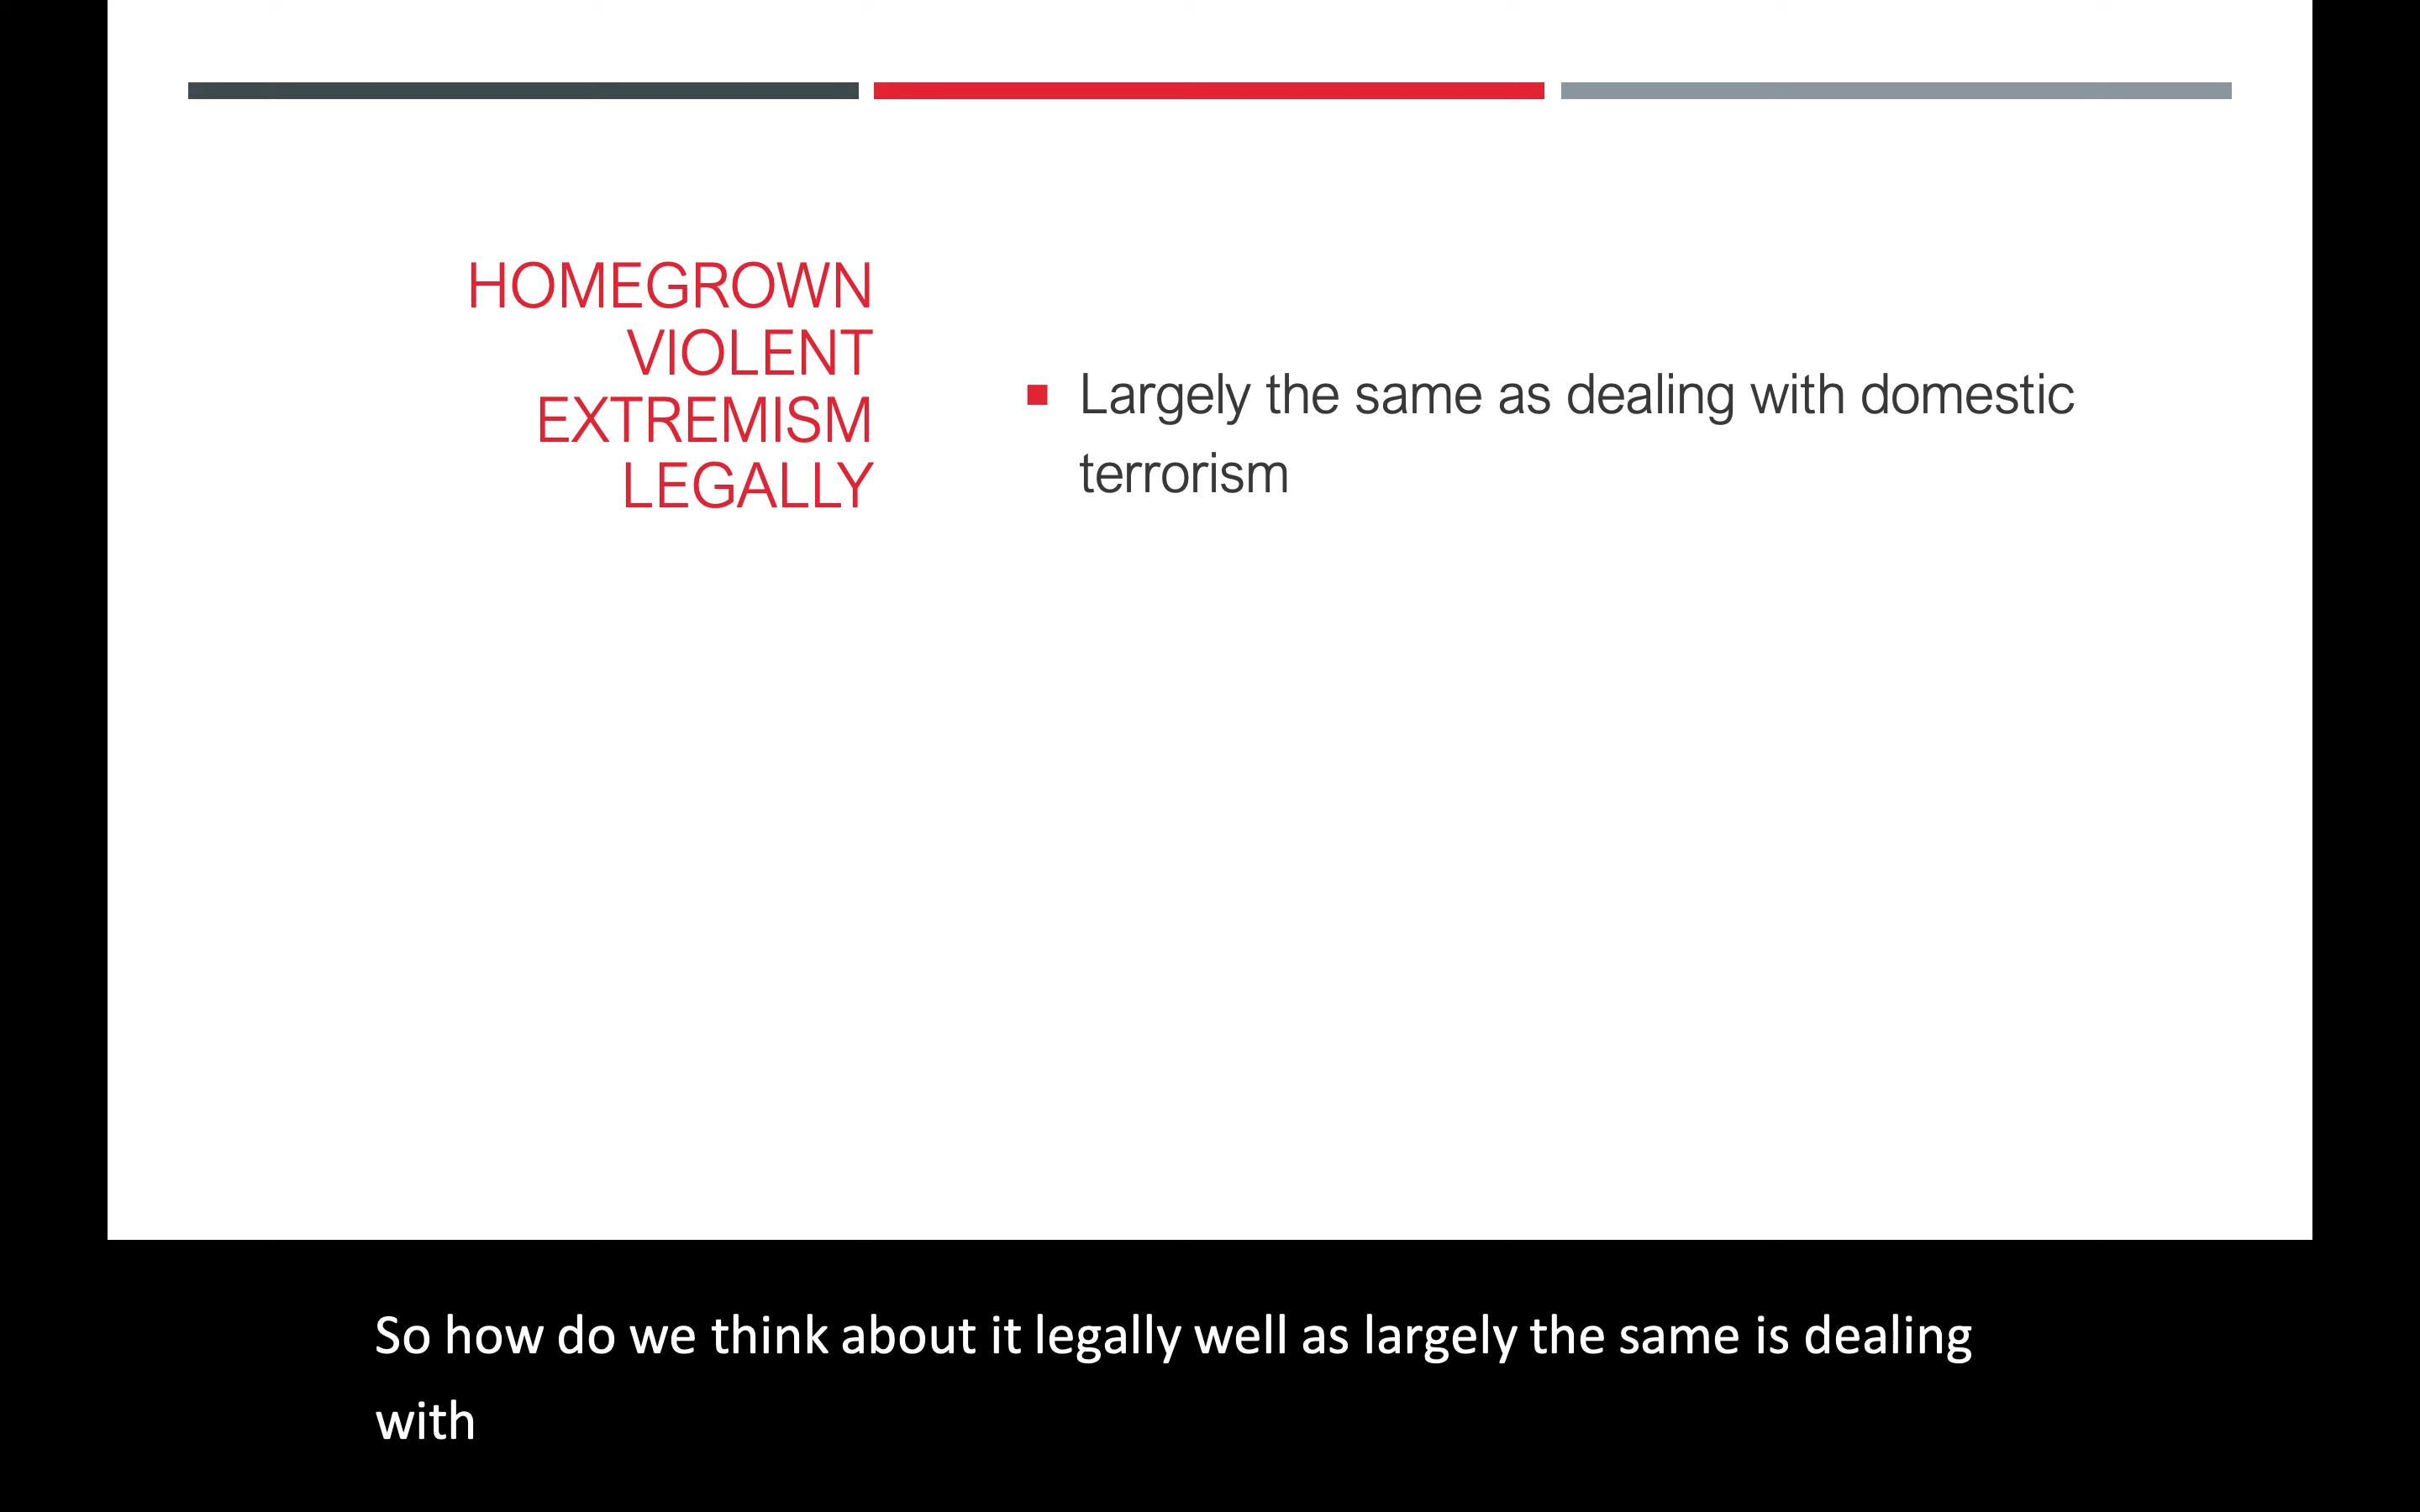 HOMEGROWN
VIOLENT
EXTREMISM
LEGALLY
Largely the same as dealing with domestic
terrorism
So how do we think about it legally well as largely the same is dealing
with